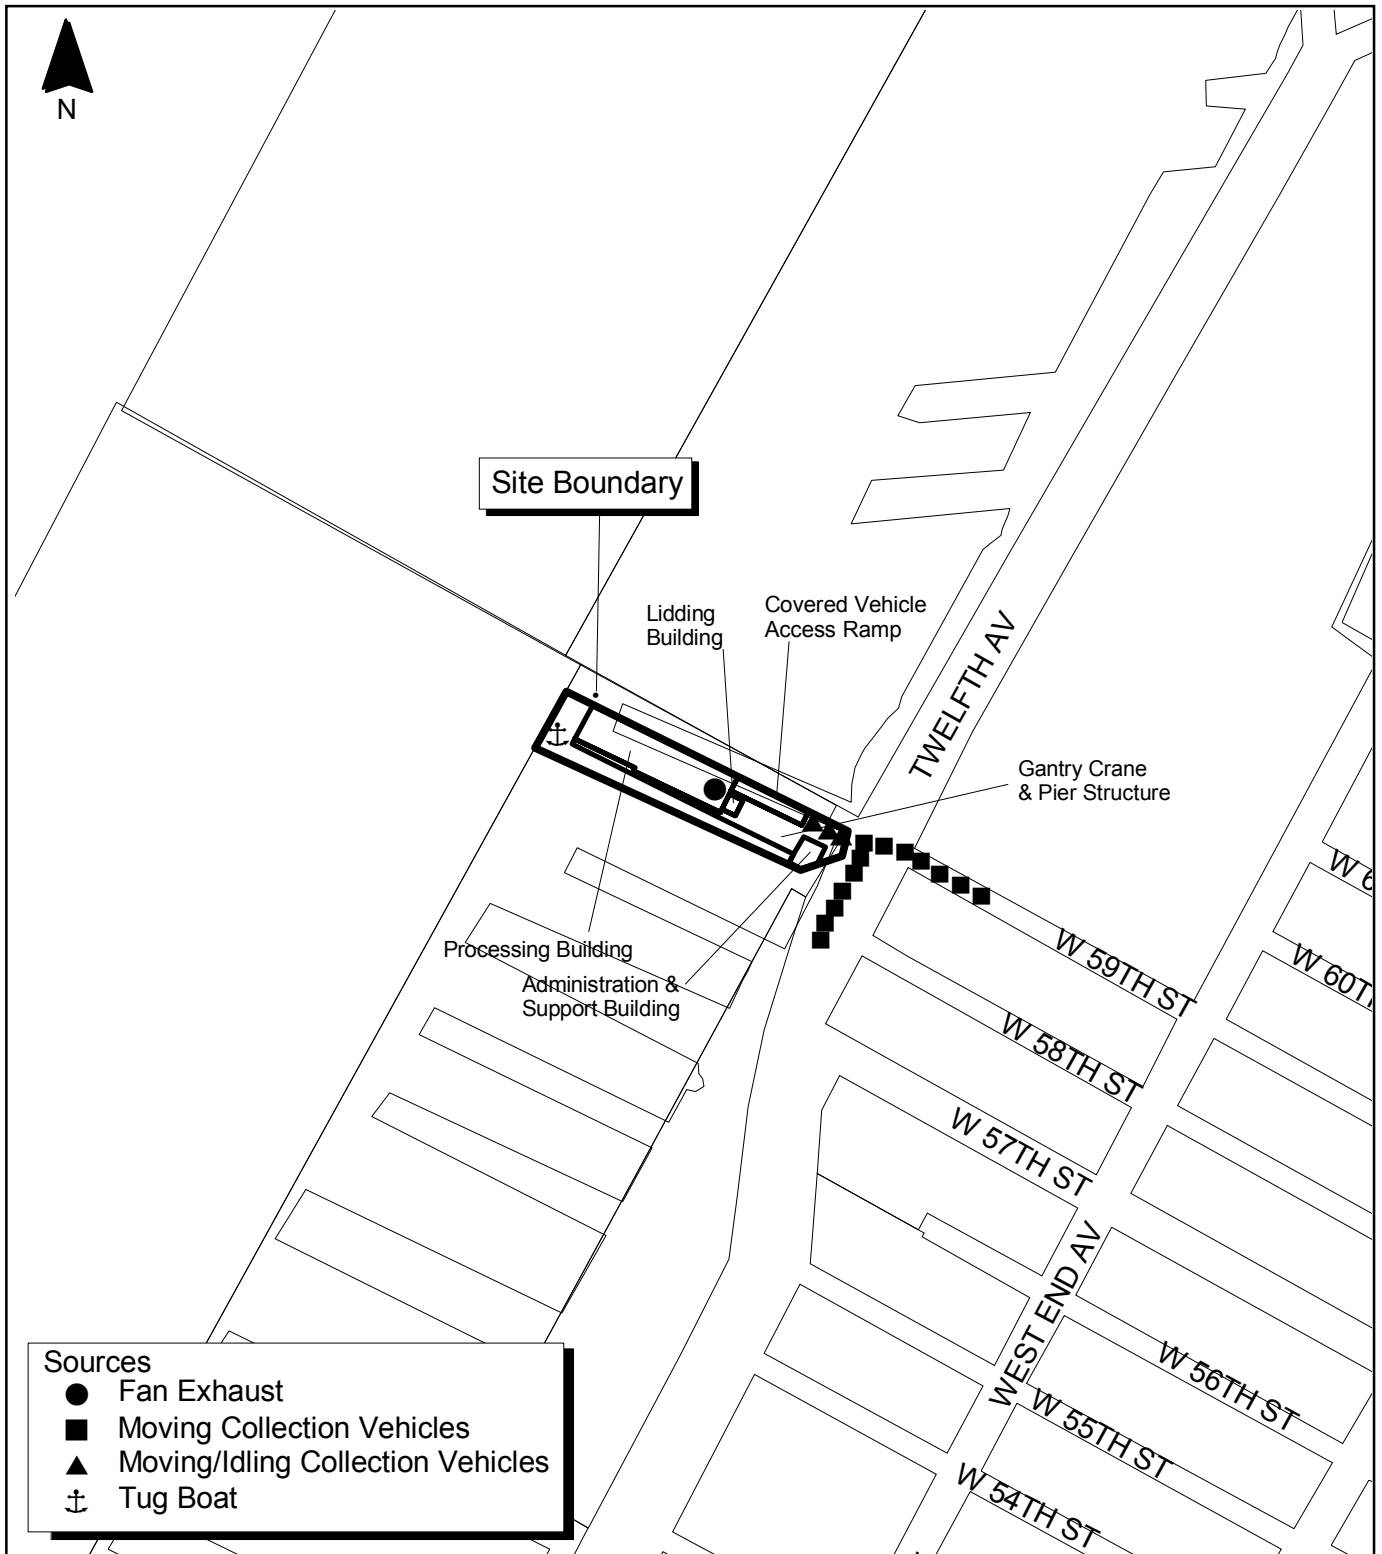 N
Site Boundary
Lidding
Building
Covered Vehicle
Access Ramp
TWELFTH AV
Gantry Crane
& Pier Structure
Processing Building
Administration &
Support Building
W 6
W 59TH ST
W 60T
W 58TH ST
W 57TH ST
WEST END AV
W 56TH ST
W 55TH ST
W 54TH ST
Sources
Fan Exhaust
Moving Collection Vehicles
Moving/Idling Collection Vehicles
Tug Boat